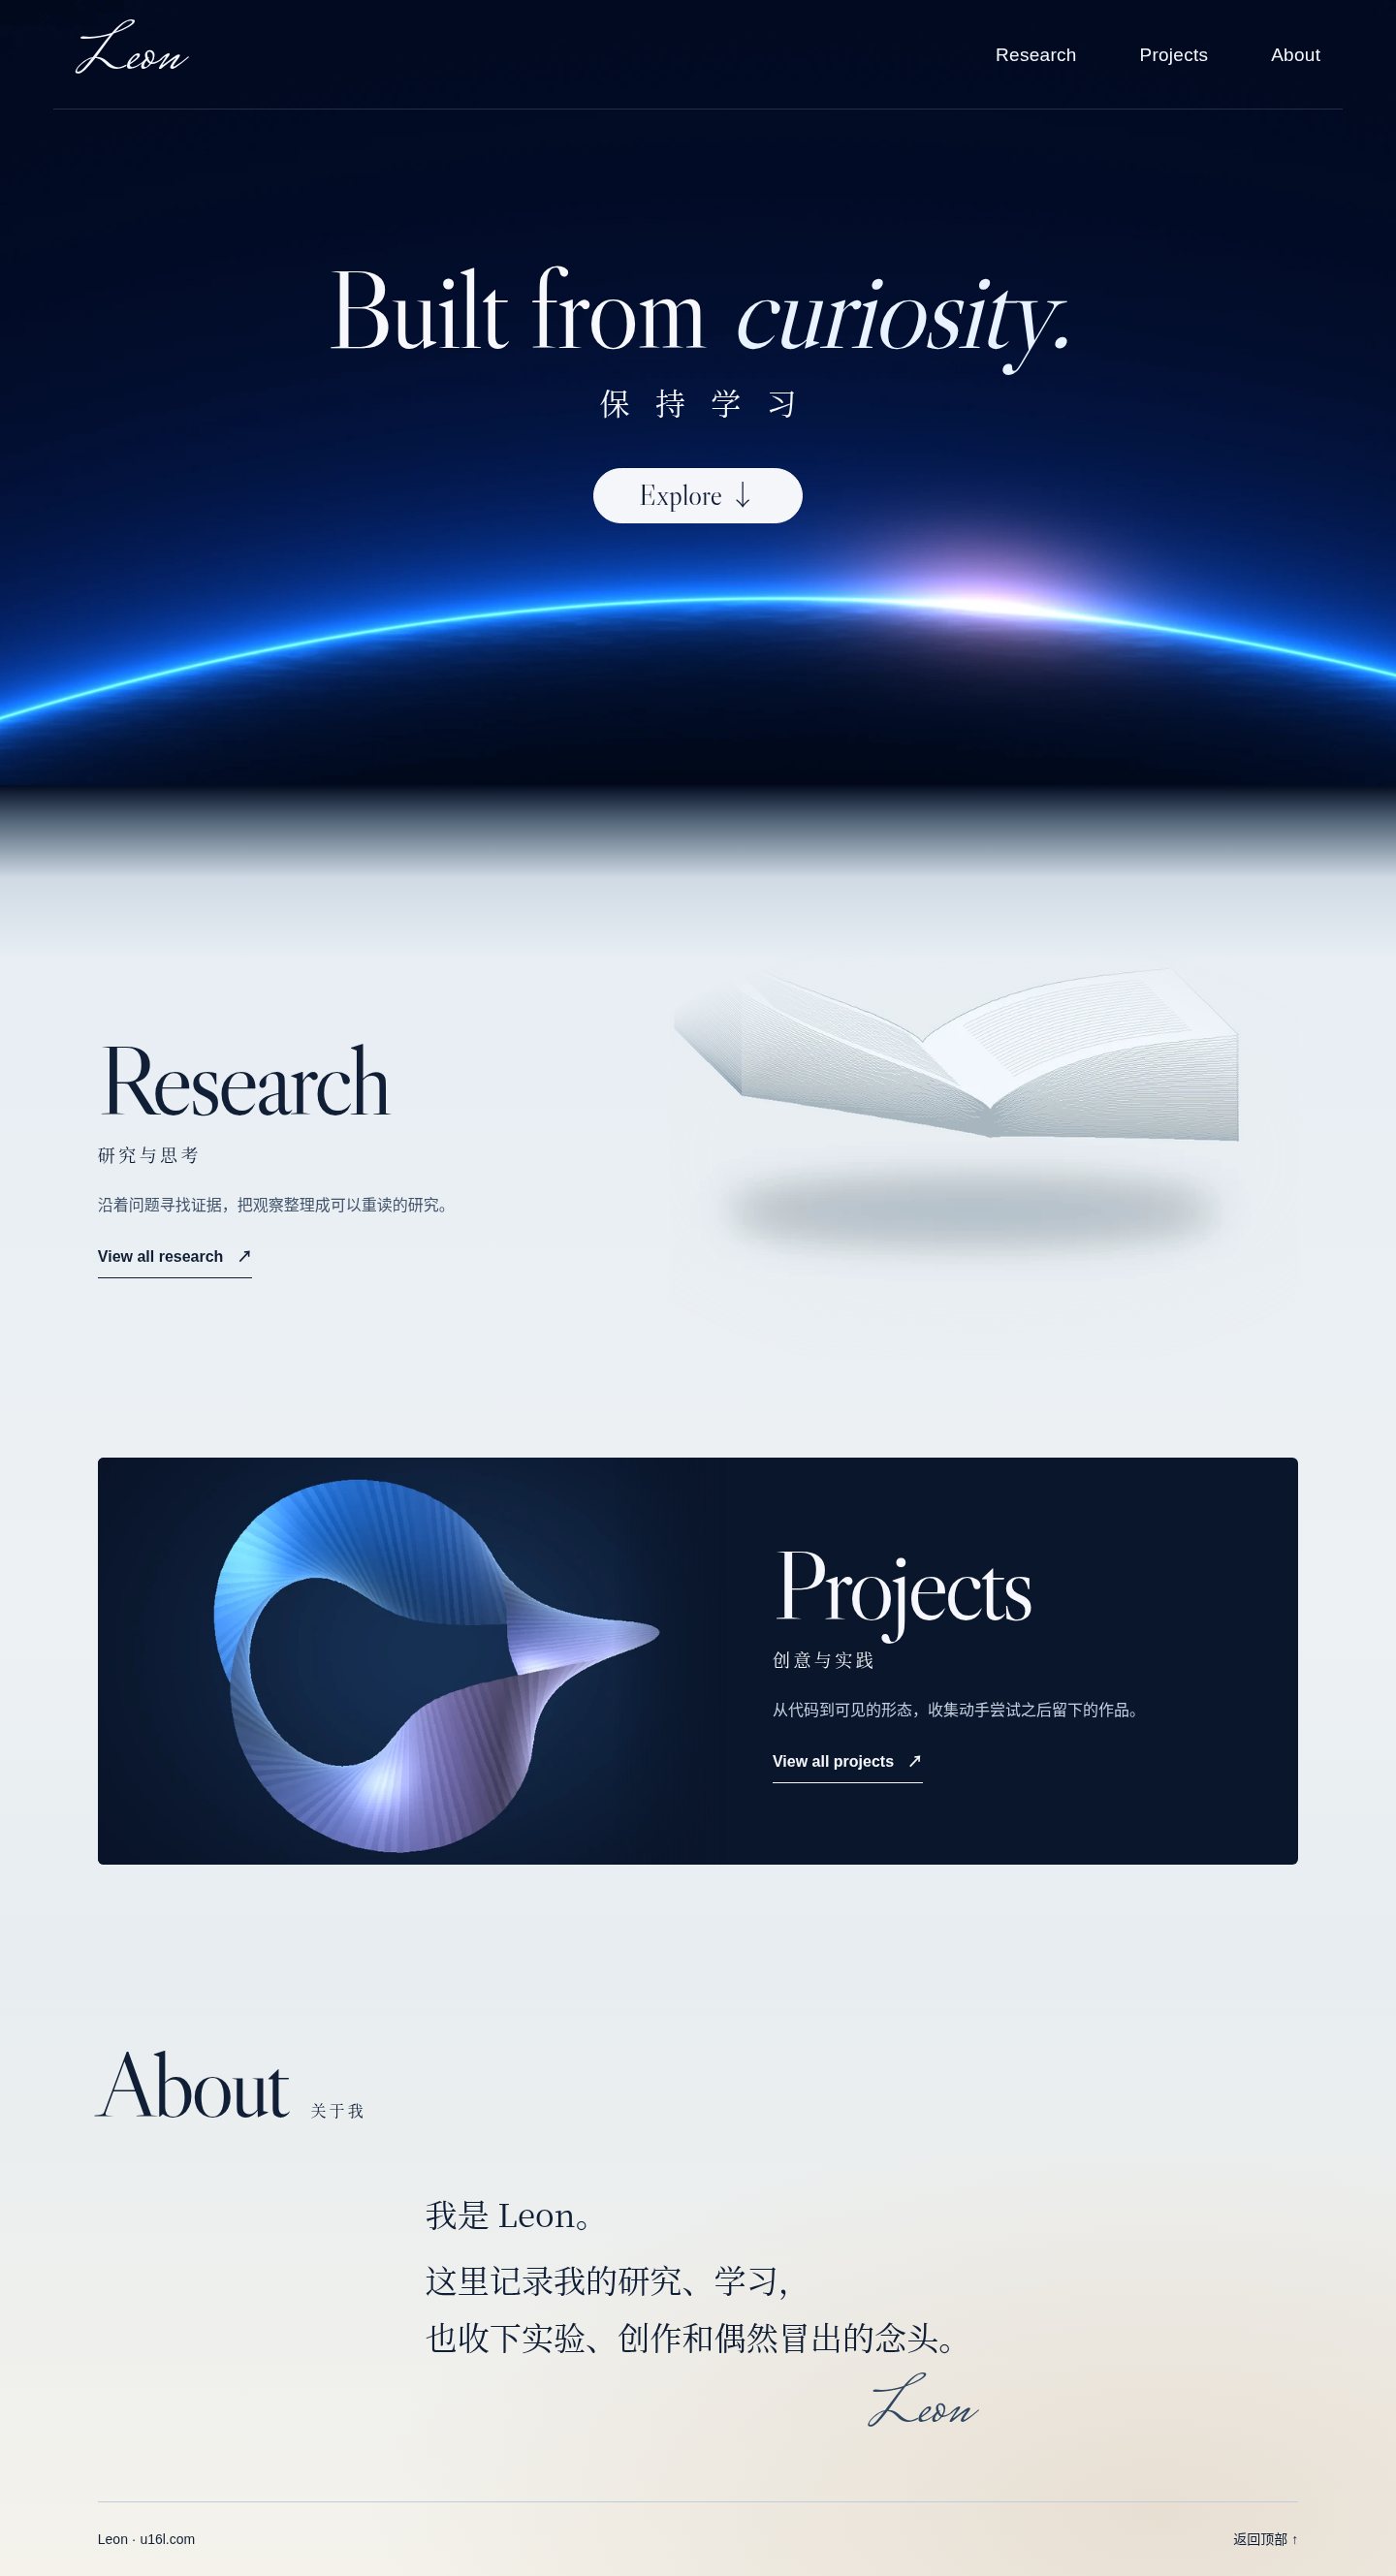 Leon
Research Projects About
Built from curiosity.
保持学习
Explore ↓
Research
研究与思考
沿着问题寻找证据，把观察整理成可以重读的研究。
View all research ↗
Projects
创意与实践
从代码到可见的形态，收集动手尝试之后留下的作品。
View all projects ↗
About 关于我
我是 Leon。
这里记录我的研究、学习，
也收下实验、创作和偶然冒出的念头。
Leon
Leon · u16l.com 返回顶部 ↑